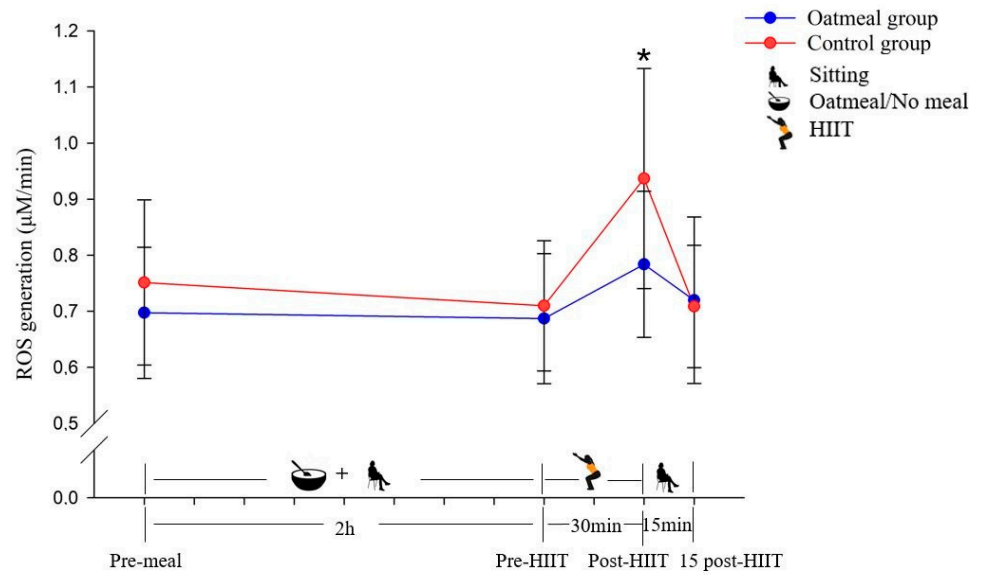 Oatmeal group
Control group
Sitting
Oatmeal/No meal
HIIT
ROS generation (μM/min)
1.2
1.1
1.0
0.9
0.8
0.7
0.6
0.5
0.0
*
+
2h
30min
15min
Pre-meal
Pre-HIIT
Post-HIIT
15 post-HIIT